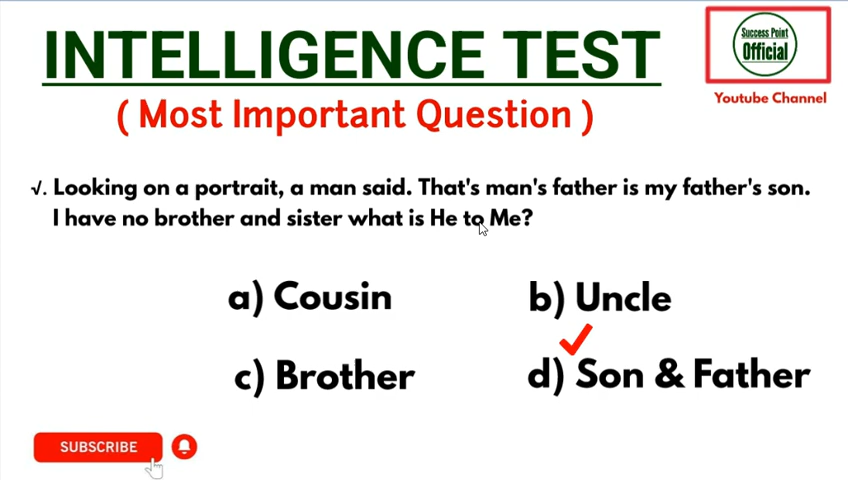 INTELLIGENCE TEST
Success Point
Official
( Most Important Question )
Youtube Channel
√. Looking on a portrait, a man said. That's man's father is my father's son.
I have no brother and sister what is He to Me?
a) Cousin
b) Uncle
c) Brother
d) Son & Father
SUBSCRIBE